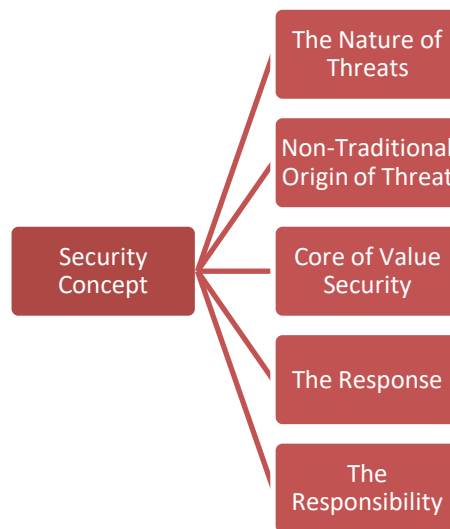 The Nature of
Threats
Non-Traditional
Origin of Threat
Security
Concept
Core of Value
Security
The Response
The
Responsibility